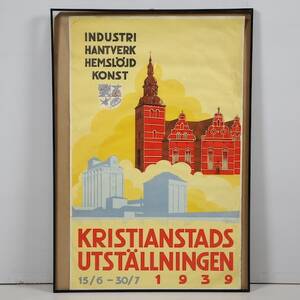 INDUSTRI
HANTVERK
HEMSLÖJD
KONST
KRISTIANSTADS
UTSTÄLLNINGEN
15/6 – 30/7 1939